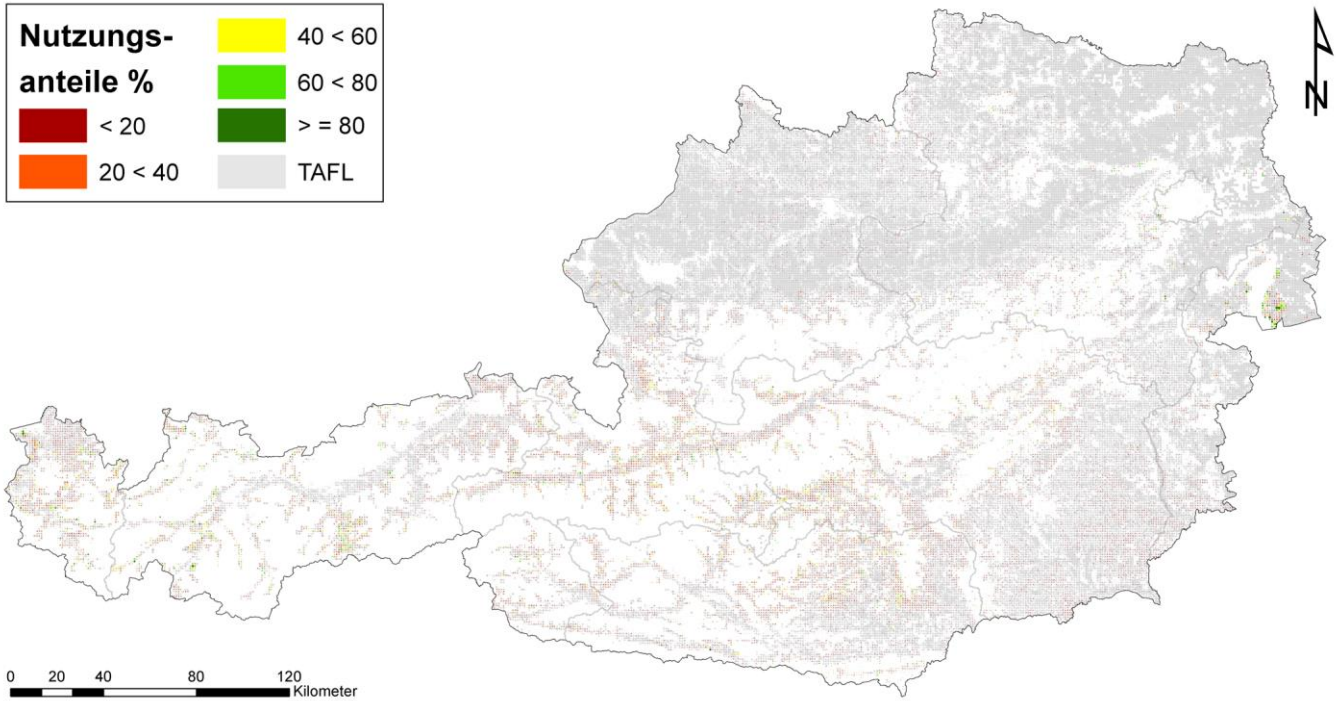 Nutzungs-
anteile %
< 20
20 < 40
40 < 60
60 < 80
> = 80
TAFL
N
0 20 40 80 120
Kilometer